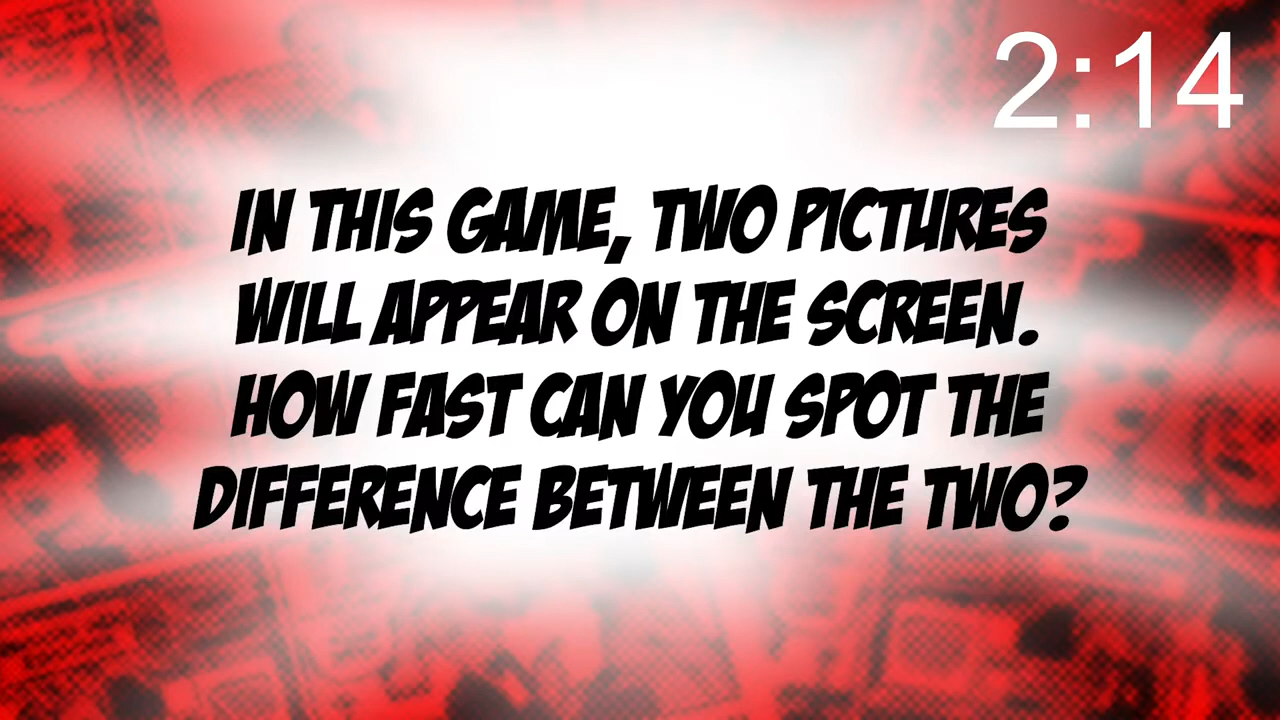 2:14
IN THIS GAME, TWO PICTURES
WILL APPEAR ON THE SCREEN.
HOW FAST CAN YOU SPOT THE
DIFFERENCE BETWEEN THE TWO?